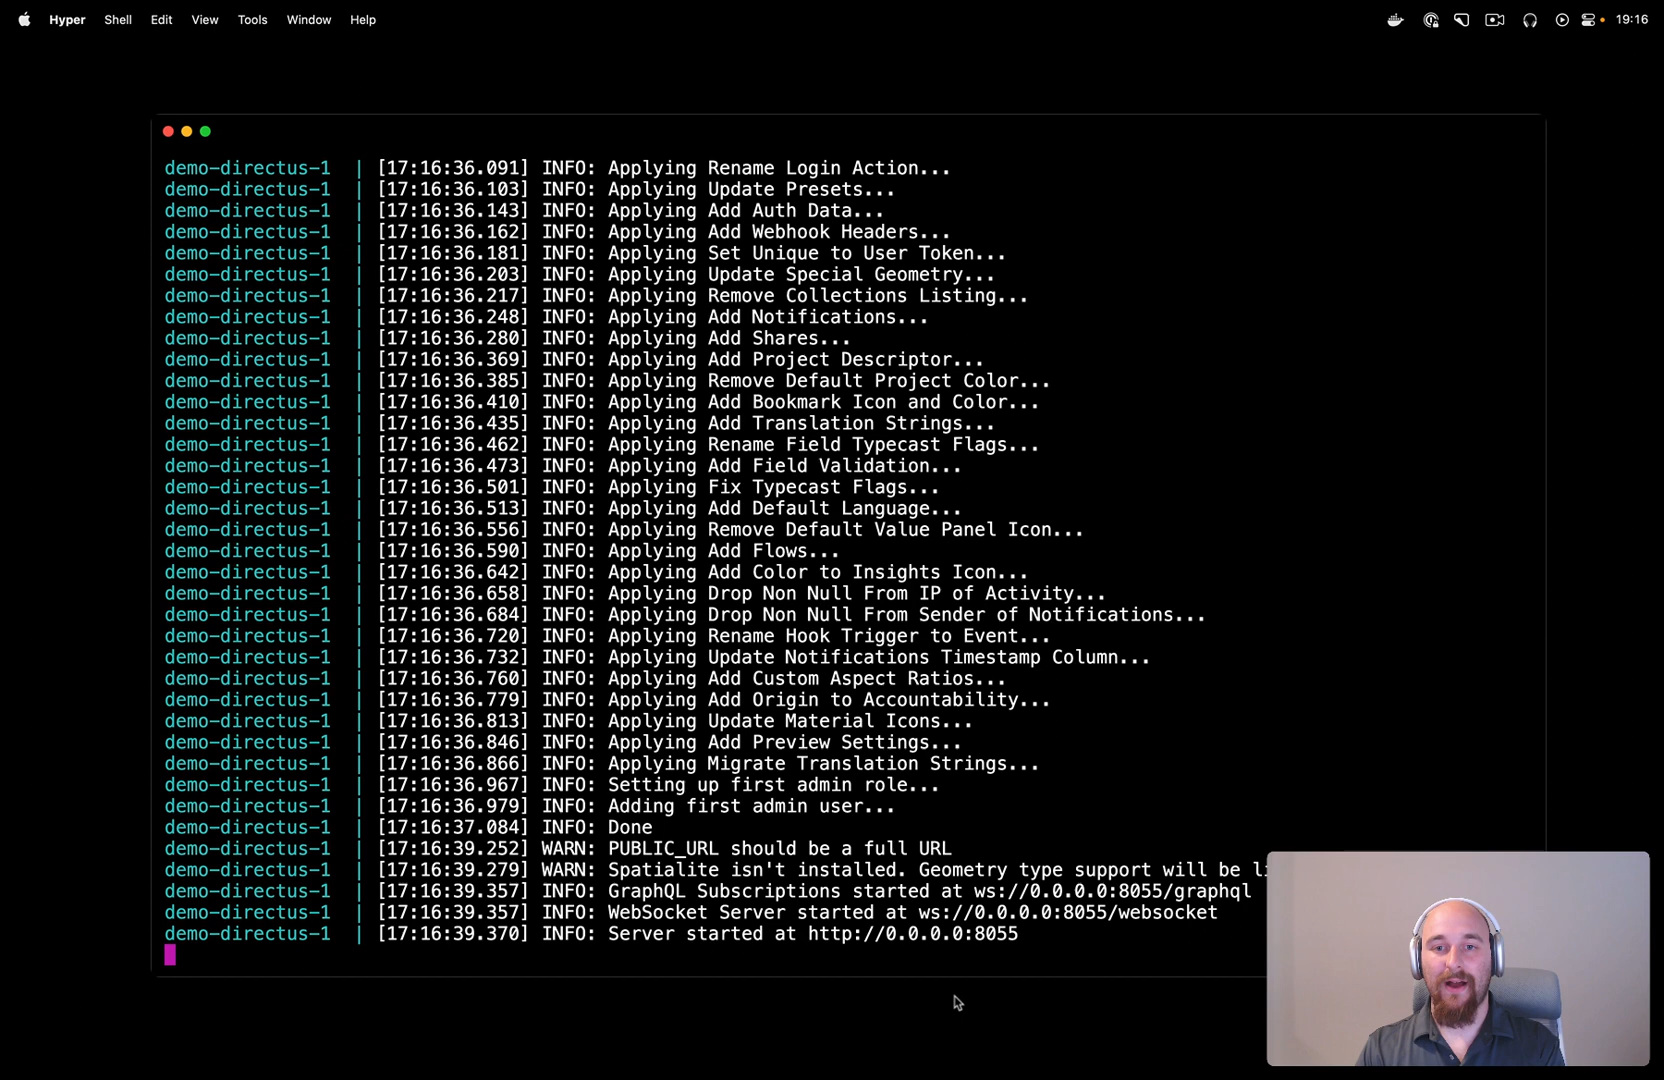 Hyper Shell Edit View Tools Window Help 19:16
demo-directus-1 | [17:16:36.091] INFO: Applying Rename Login Action...
demo-directus-1 | [17:16:36.103] INFO: Applying Update Presets...
demo-directus-1 | [17:16:36.143] INFO: Applying Add Auth Data...
demo-directus-1 | [17:16:36.162] INFO: Applying Add Webhook Headers...
demo-directus-1 | [17:16:36.181] INFO: Applying Set Unique to User Token...
demo-directus-1 | [17:16:36.203] INFO: Applying Update Special Geometry...
demo-directus-1 | [17:16:36.217] INFO: Applying Remove Collections Listing...
demo-directus-1 | [17:16:36.248] INFO: Applying Add Notifications...
demo-directus-1 | [17:16:36.280] INFO: Applying Add Shares...
demo-directus-1 | [17:16:36.369] INFO: Applying Add Project Descriptor...
demo-directus-1 | [17:16:36.385] INFO: Applying Remove Default Project Color...
demo-directus-1 | [17:16:36.410] INFO: Applying Add Bookmark Icon and Color...
demo-directus-1 | [17:16:36.435] INFO: Applying Add Translation Strings...
demo-directus-1 | [17:16:36.462] INFO: Applying Rename Field Typecast Flags...
demo-directus-1 | [17:16:36.473] INFO: Applying Add Field Validation...
demo-directus-1 | [17:16:36.501] INFO: Applying Fix Typecast Flags...
demo-directus-1 | [17:16:36.513] INFO: Applying Add Default Language...
demo-directus-1 | [17:16:36.556] INFO: Applying Remove Default Value Panel Icon...
demo-directus-1 | [17:16:36.590] INFO: Applying Add Flows...
demo-directus-1 | [17:16:36.642] INFO: Applying Add Color to Insights Icon...
demo-directus-1 | [17:16:36.658] INFO: Applying Drop Non Null From IP of Activity...
demo-directus-1 | [17:16:36.684] INFO: Applying Drop Non Null From Sender of Notifications...
demo-directus-1 | [17:16:36.720] INFO: Applying Rename Hook Trigger to Event...
demo-directus-1 | [17:16:36.732] INFO: Applying Update Notifications Timestamp Column...
demo-directus-1 | [17:16:36.760] INFO: Applying Add Custom Aspect Ratios...
demo-directus-1 | [17:16:36.779] INFO: Applying Add Origin to Accountability...
demo-directus-1 | [17:16:36.813] INFO: Applying Update Material Icons...
demo-directus-1 | [17:16:36.846] INFO: Applying Add Preview Settings...
demo-directus-1 | [17:16:36.866] INFO: Applying Migrate Translation Strings...
demo-directus-1 | [17:16:36.967] INFO: Setting up first admin role...
demo-directus-1 | [17:16:36.979] INFO: Adding first admin user...
demo-directus-1 | [17:16:37.084] INFO: Done
demo-directus-1 | [17:16:39.252] WARN: PUBLIC_URL should be a full URL
demo-directus-1 | [17:16:39.279] WARN: Spatialite isn't installed. Geometry type support will be
demo-directus-1 | [17:16:39.357] INFO: GraphQL Subscriptions started at ws://0.0.0.0:8055/graphql
demo-directus-1 | [17:16:39.357] INFO: WebSocket Server started at ws://0.0.0.0:8055/websocket
demo-directus-1 | [17:16:39.370] INFO: Server started at http://0.0.0.0:8055